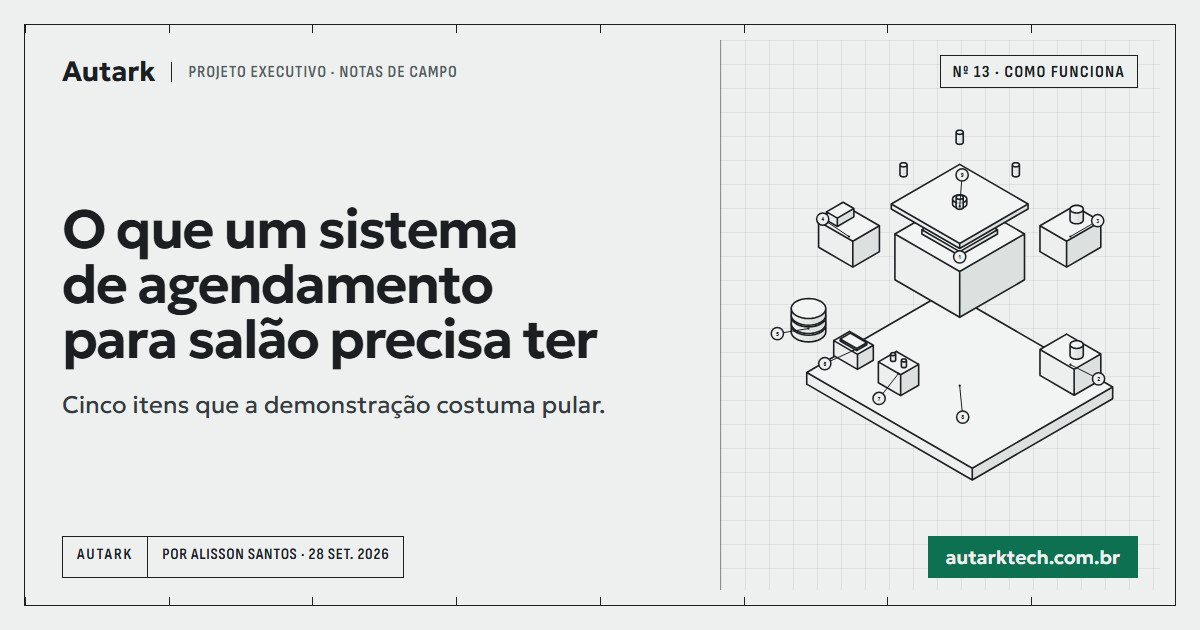 Autark
PROJETO EXECUTIVO · NOTAS DE CAMPO
Nº 13 · COMO FUNCIONA
O que um sistema
de agendamento
para salão precisa ter
Cinco itens que a demonstração costuma pular.
AUTARK
POR ALISSON SANTOS · 28 SET. 2026
autarktech.com.br